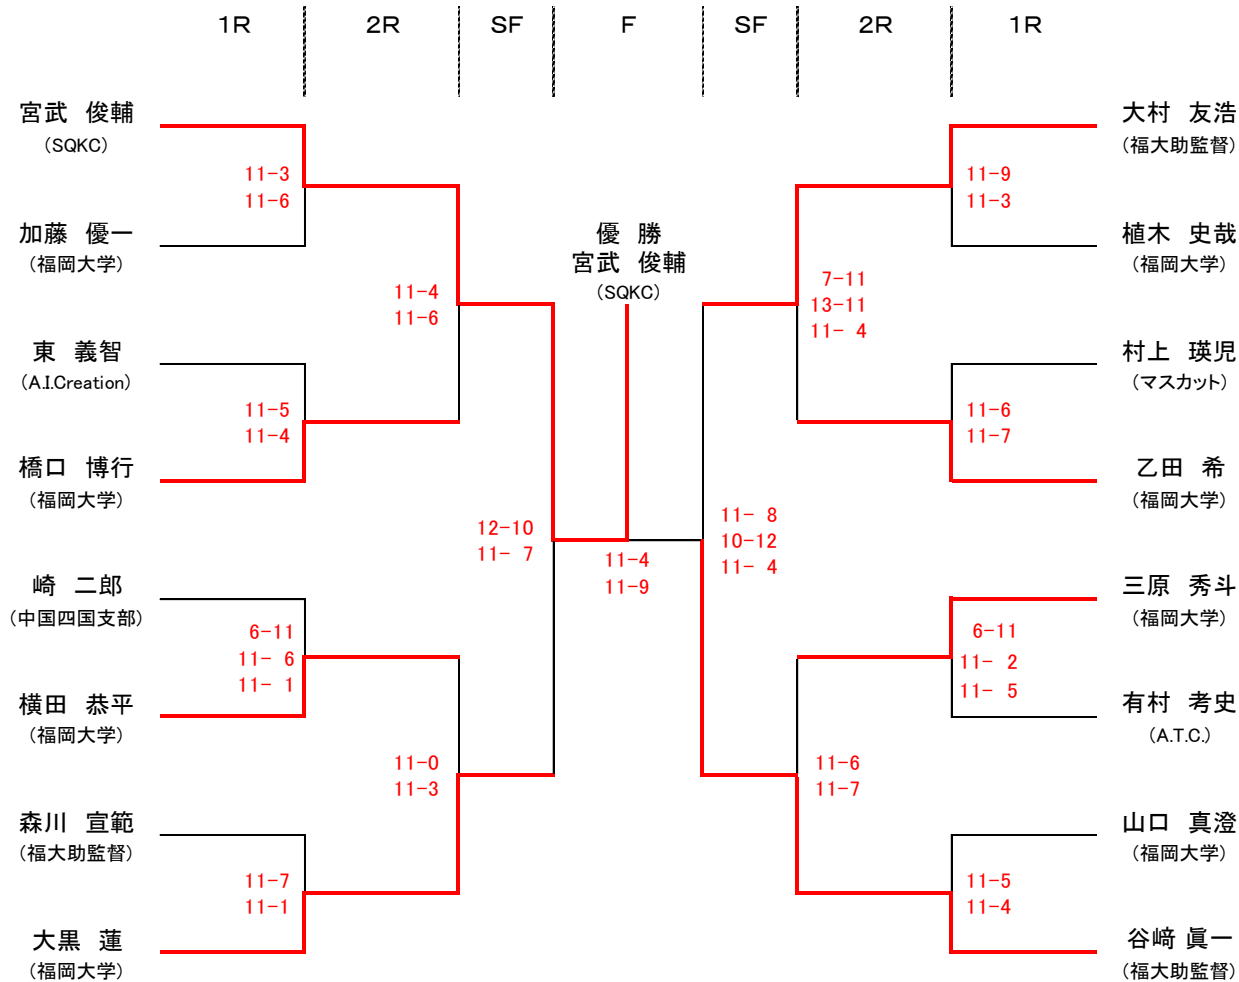 1R 2R SF F SF 2R 1R
宮武 俊輔
(SQKC)
11-3
11-6
加藤 優一
(福岡大学)
11-4
11-6
東 義智
(A.I.Creation)
11-5
11-4
橋口 博行
(福岡大学)
12-10
11- 7
崎 二郎
(中国四国支部)
6-11
11- 6
11- 1
横田 恭平
(福岡大学)
11-0
11-3
森川 宣範
(福大助監督)
11-7
11-1
大黒 蓮
(福岡大学)
優 勝
宮武 俊輔
(SQKC)
11-4
11-9
大村 友浩
(福大助監督)
11-9
11-3
植木 史哉
(福岡大学)
7-11
13-11
11- 4
村上 瑛児
(マスカット)
11-6
11-7
乙田 希
(福岡大学)
11- 8
10-12
11- 4
三原 秀斗
(福岡大学)
6-11
11- 2
11- 5
有村 考史
(A.T.C.)
11-6
11-7
山口 真澄
(福岡大学)
11-5
11-4
谷﨑 眞一
(福大助監督)